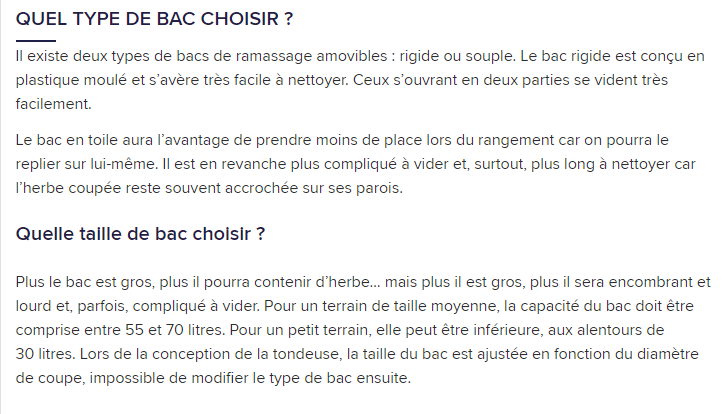 QUEL TYPE DE BAC CHOISIR ?
Il existe deux types de bacs de ramassage amovibles : rigide ou souple. Le bac rigide est conçu en
plastique moulé et s’avère très facile à nettoyer. Ceux s’ouvrant en deux parties se vident très
facilement.
Le bac en toile aura l’avantage de prendre moins de place lors du rangement car on pourra le
replier sur lui-même. Il est en revanche plus compliqué à vider et, surtout, plus long à nettoyer car
l’herbe coupée reste souvent accrochée sur ses parois.
Quelle taille de bac choisir ?
Plus le bac est gros, plus il pourra contenir d’herbe... mais plus il est gros, plus il sera encombrant et
lourd et, parfois, compliqué à vider. Pour un terrain de taille moyenne, la capacité du bac doit être
comprise entre 55 et 70 litres. Pour un petit terrain, elle peut être inférieure, aux alentours de
30 litres. Lors de la conception de la tondeuse, la taille du bac est ajustée en fonction du diamètre
de coupe, impossible de modifier le type de bac ensuite.